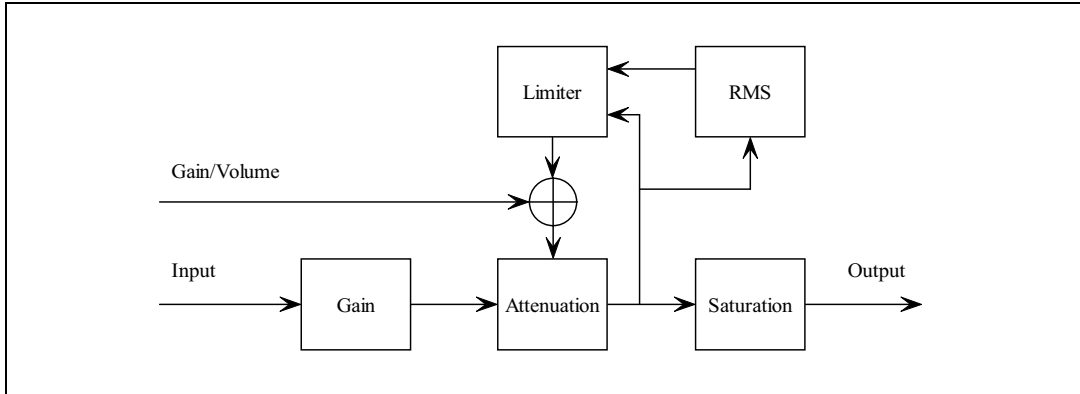 Limiter
RMS
Gain/Volume
Input
Output
Gain
Attenuation
Saturation